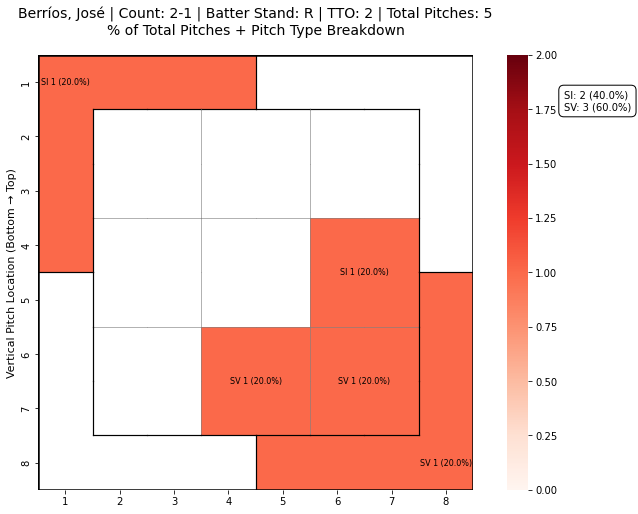 Berríos, José | Count: 2-1 | Batter Stand: R | TTO: 2 | Total Pitches: 5
% of Total Pitches + Pitch Type Breakdown
Vertical Pitch Location (Bottom → Top)
1
2
3
4
5
6
7
8
SI 1 (20.0%)
SI 1 (20.0%)
SV 1 (20.0%)
SV 1 (20.0%)
SV 1 (20.0%)
1
2
3
4
5
6
7
8
2.00
1.75
1.50
1.25
1.00
0.75
0.50
0.25
0.00
SI: 2 (40.0%)
SV: 3 (60.0%)